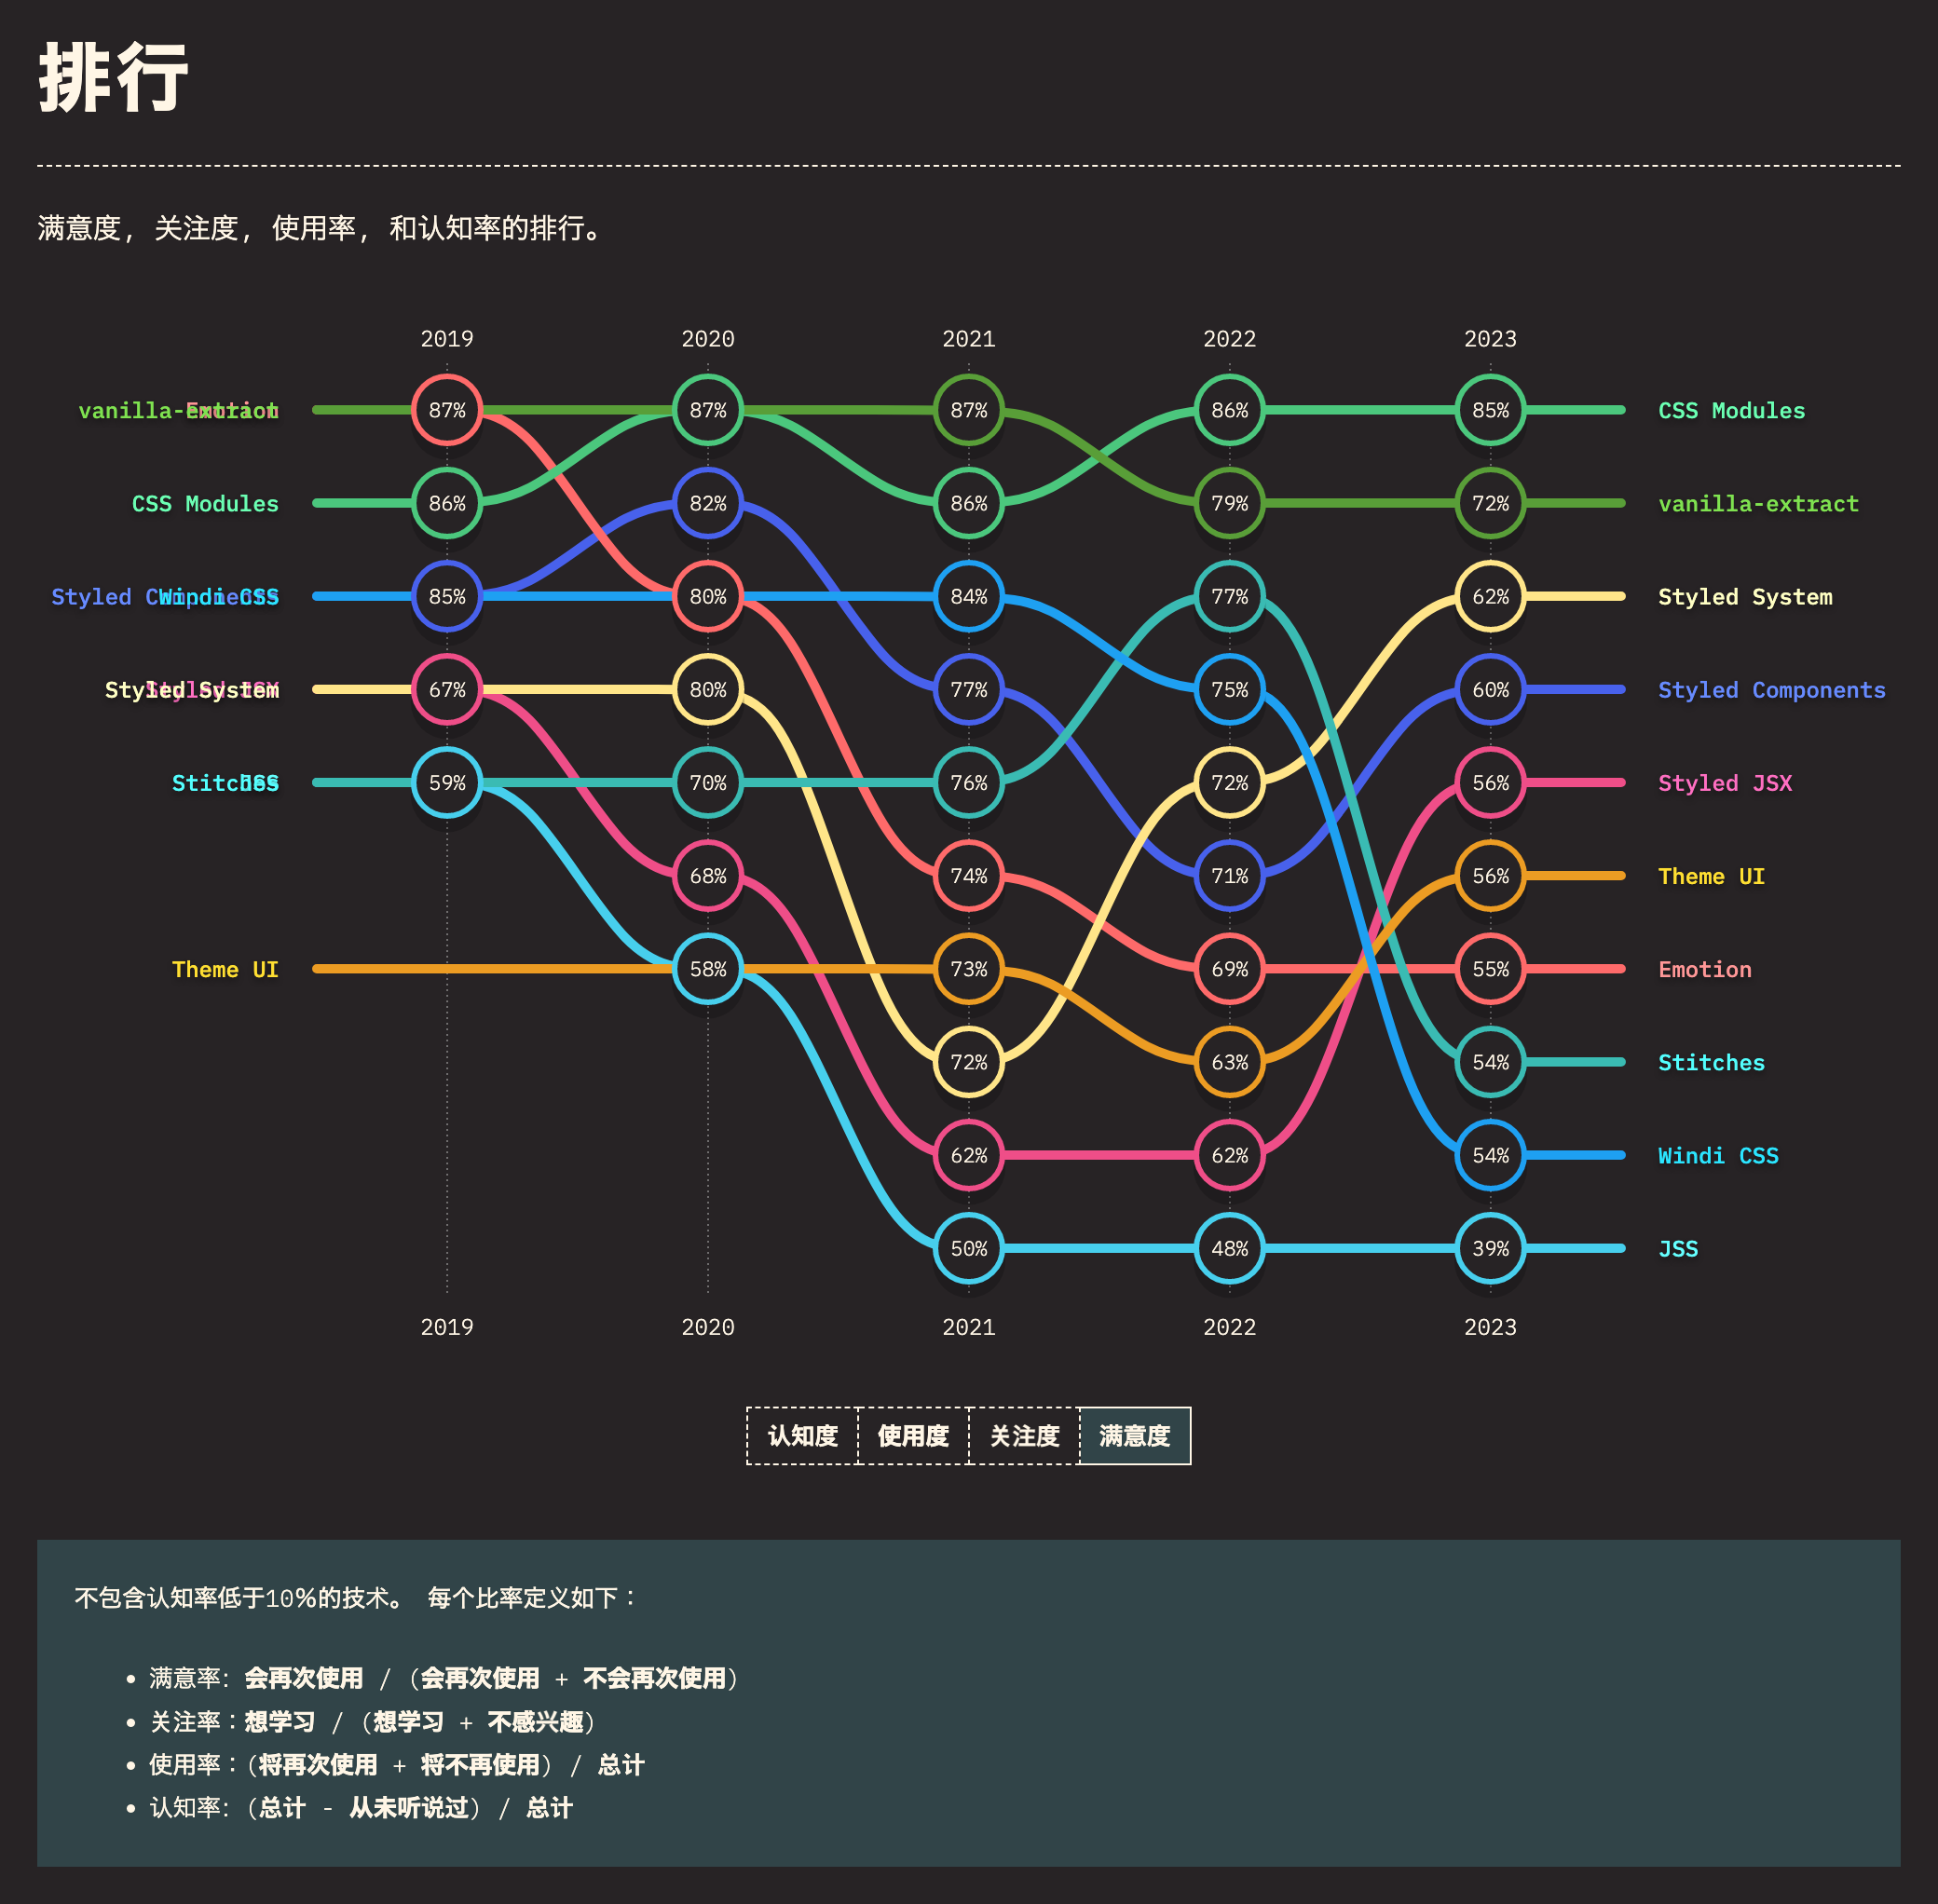 排行
满意度, 关注度, 使用率, 和认知率的排行。
2019 2020 2021 2022 2023
vanilla-extract Emotion 87% 87% 87% 86% 85% CSS Modules
CSS Modules 86% 82% 86% 79% 72% vanilla-extract
Styled Components Windi CSS 85% 80% 84% 77% 62% Styled System
Styled System Styled JSX 67% 80% 77% 75% 60% Styled Components
Stitches JSS 59% 70% 76% 72% 56% Styled JSX
68% 74% 71% 56% Theme UI
Theme UI 58% 73% 69% 55% Emotion
72% 63% 54% Stitches
62% 62% 54% Windi CSS
50% 48% 39% JSS
2019 2020 2021 2022 2023
认知度 使用度 关注度 满意度
不包含认知率低于10%的技术。 每个比率定义如下：
• 满意率: 会再次使用 / (会再次使用 + 不会再次使用)
• 关注率：想学习 / (想学习 + 不感兴趣)
• 使用率：(将再次使用 + 将不再使用) / 总计
• 认知率: (总计 - 从未听说过) / 总计